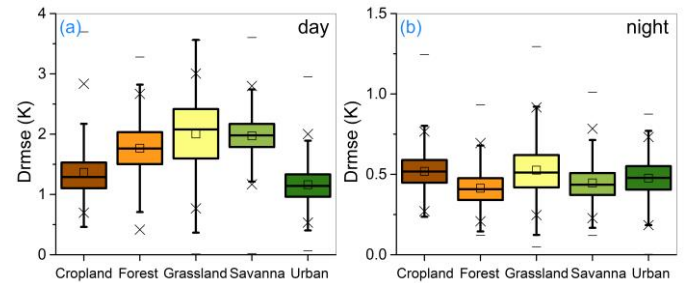 (a) day
Drmse (K)
4
3
2
1
0
Cropland Forest Grassland Savanna Urban
(b) night
Drmse (K)
1.5
1.0
0.5
0.0
Cropland Forest Grassland Savanna Urban